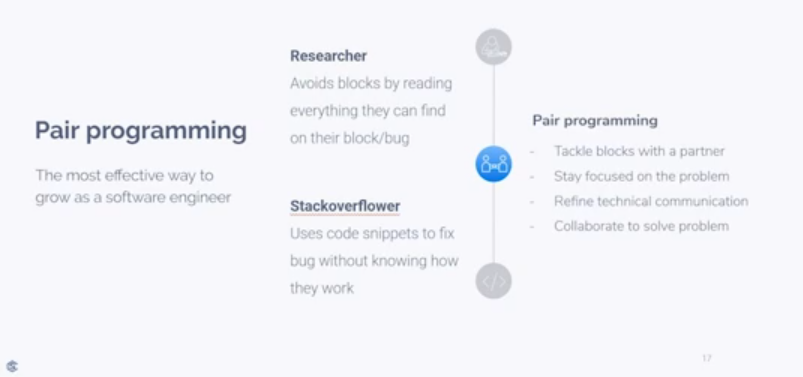 Pair programming
The most effective way to
grow as a software engineer
Researcher
Avoids blocks by reading
everything they can find
on their block/bug
Stackoverflower
Uses code snippets to fix
bug without knowing how
they work
</>
Pair programming
- Tackle blocks with a partner
- Stay focused on the problem
- Refine technical communication
- Collaborate to solve problem
17